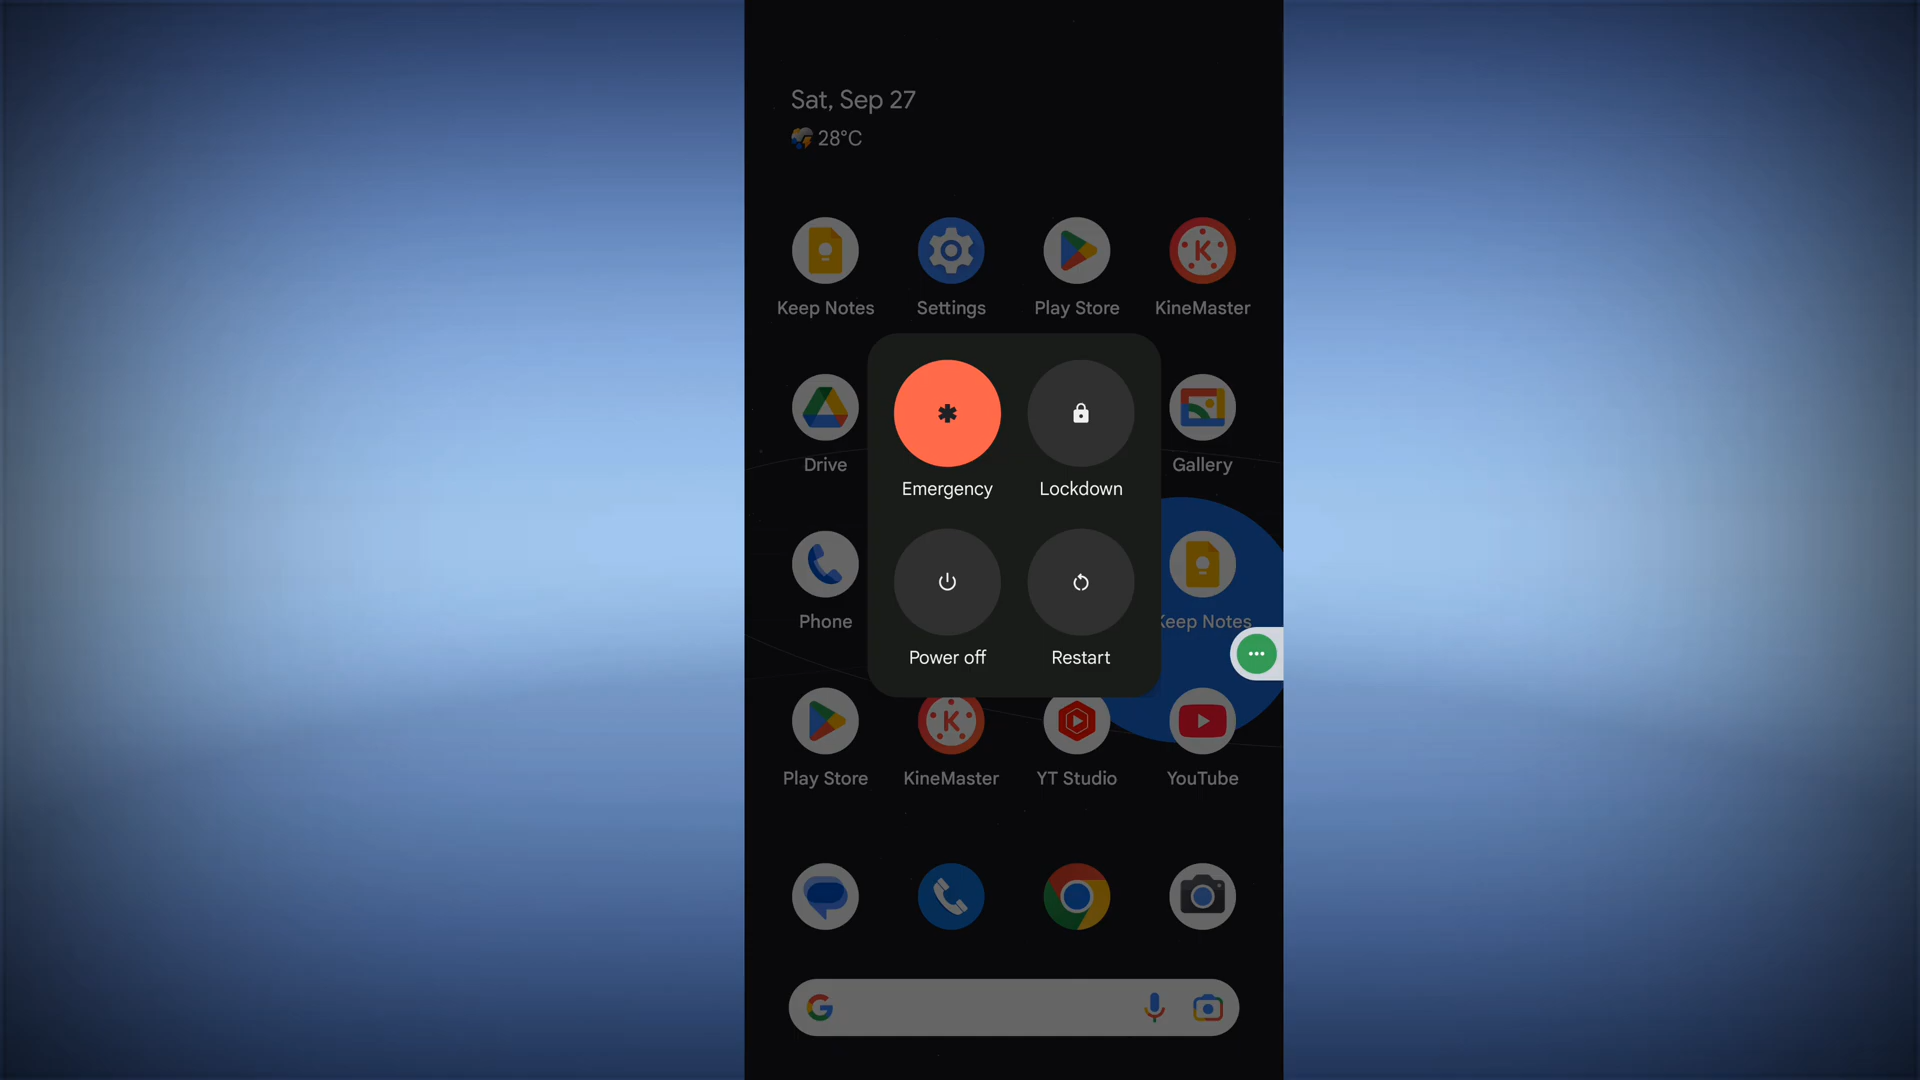 Sat, Sep 27
28°C
Keep Notes
Settings
Play Store
KineMaster
Emergency
Lockdown
Drive
Gallery
Power off
Restart
Phone
Keep Notes
Play Store
KineMaster
YT Studio
YouTube